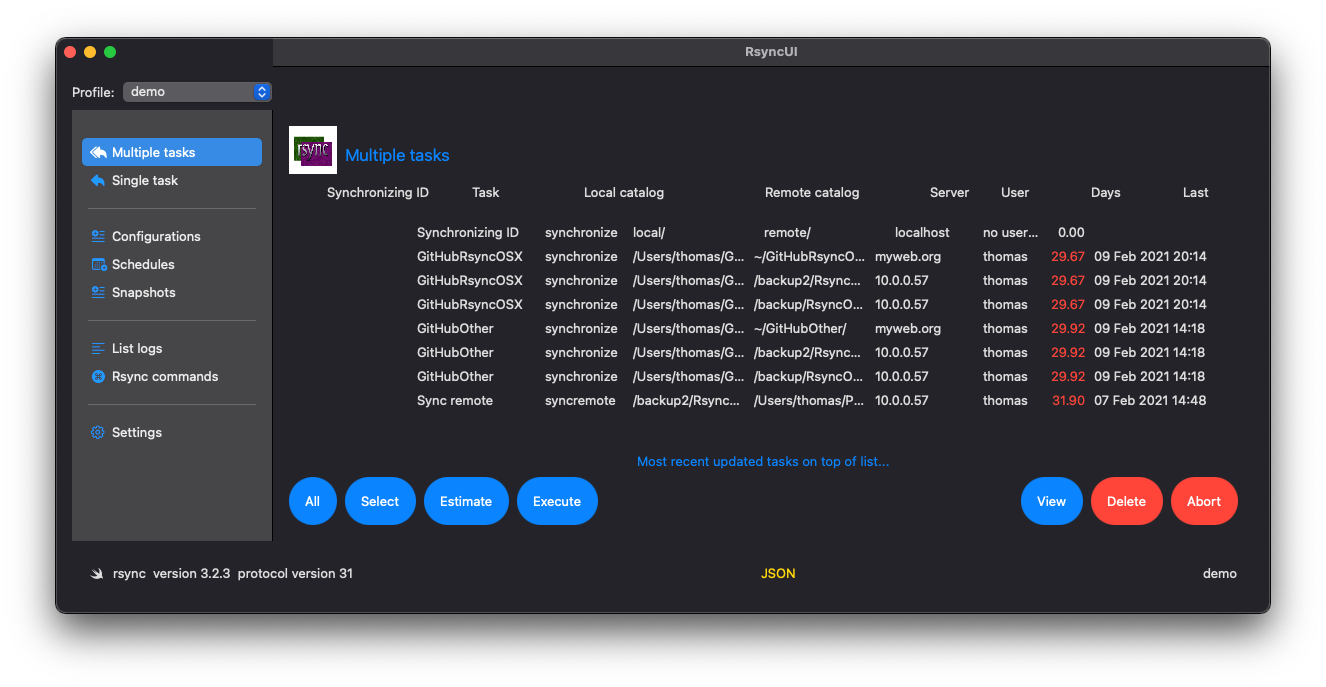 RsyncUI
Profile: demo
rsync
Multiple tasks
Multiple tasks
Single task
Configurations
Schedules
Snapshots
List logs
Rsync commands
Settings
Synchronizing ID Task Local catalog Remote catalog Server User Days Last
Synchronizing ID synchronize local/ remote/ localhost no user... 0.00
GitHubRsyncOSX synchronize /Users/thomas/G... ~/GitHubRsyncO... myweb.org thomas 29.67 09 Feb 2021 20:14
GitHubRsyncOSX synchronize /Users/thomas/G... /backup2/Rsync... 10.0.0.57 thomas 29.67 09 Feb 2021 20:14
GitHubRsyncOSX synchronize /Users/thomas/G... /backup/RsyncO... 10.0.0.57 thomas 29.67 09 Feb 2021 20:14
GitHubOther synchronize /Users/thomas/G... ~/GitHubOther/ myweb.org thomas 29.92 09 Feb 2021 14:18
GitHubOther synchronize /Users/thomas/G... /backup2/Rsync... 10.0.0.57 thomas 29.92 09 Feb 2021 14:18
GitHubOther synchronize /Users/thomas/G... /backup/RsyncO... 10.0.0.57 thomas 29.92 09 Feb 2021 14:18
Sync remote syncremote /backup2/Rsync... /Users/thomas/P... 10.0.0.57 thomas 31.90 07 Feb 2021 14:48
Most recent updated tasks on top of list...
All Select Estimate Execute View Delete Abort
rsync version 3.2.3 protocol version 31 JSON demo